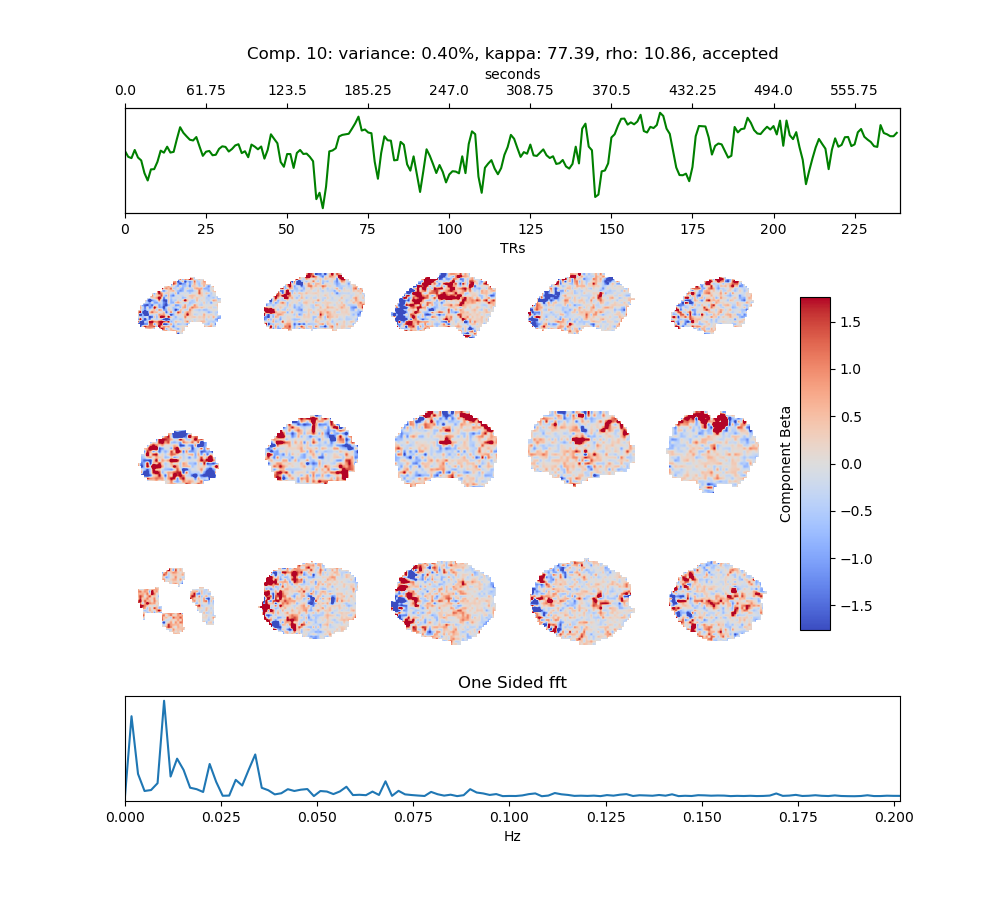 Comp. 10: variance: 0.40%, kappa: 77.39, rho: 10.86, accepted
seconds
0.0 61.75 123.5 185.25 247.0 308.75 370.5 432.25 494.0 555.75
0 25 50 75 100 125 150 175 200 225
TRs
1.5
1.0
0.5
0.0
−0.5
−1.0
−1.5
Component Beta
One Sided fft
0.000 0.025 0.050 0.075 0.100 0.125 0.150 0.175 0.200
Hz